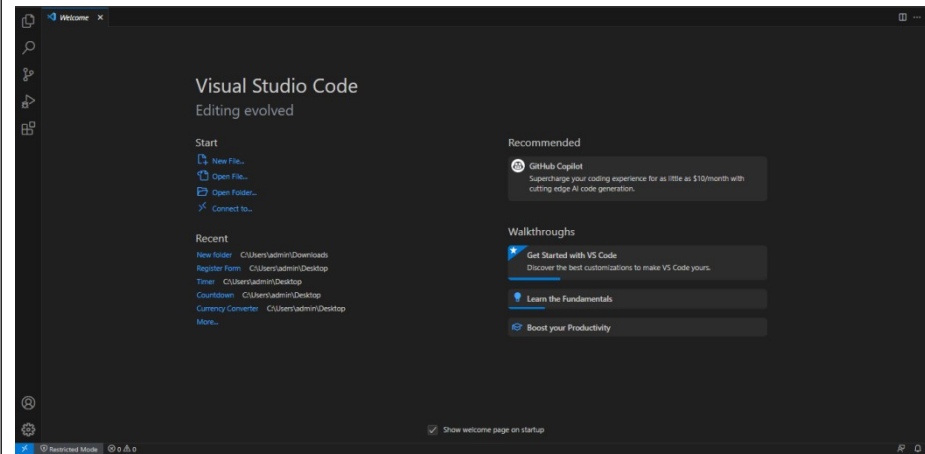 Welcome
Visual Studio Code
Editing evolved
Start
New File...
Open File...
Open Folder...
Connect to...
Recent
New folder C:\Users\admin\Downloads
Register Form C:\Users\admin\Desktop
Timer C:\Users\admin\Desktop
Countdown C:\Users\admin\Desktop
Currency Converter C:\Users\admin\Desktop
More...
Recommended
GitHub Copilot
Supercharge your coding experience for as little as $10/month with
cutting edge AI code generation.
Walkthroughs
Get Started with VS Code
Discover the best customizations to make VS Code yours.
Learn the Fundamentals
Boost your Productivity
Show welcome page on startup
Restricted Mode 0 0